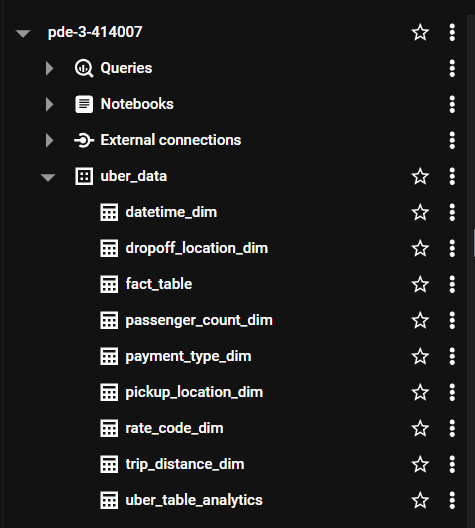 pde-3-414007
Queries
Notebooks
External connections
uber_data
datetime_dim
dropoff_location_dim
fact_table
passenger_count_dim
payment_type_dim
pickup_location_dim
rate_code_dim
trip_distance_dim
uber_table_analytics